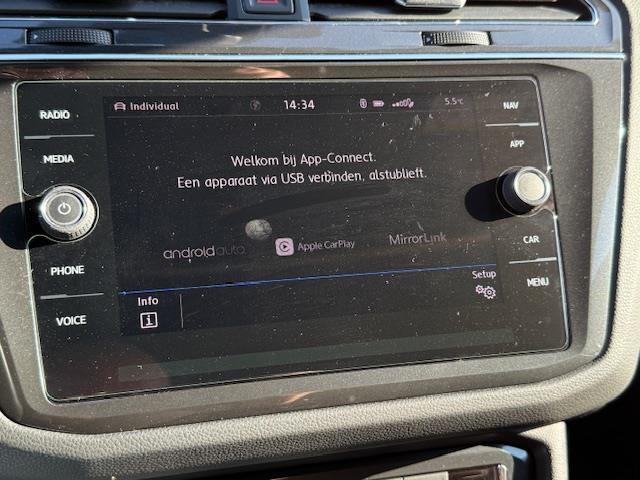 Individual 14:34 5.5°C
RADIO
MEDIA
PHONE
VOICE
Welkom bij App-Connect.
Een apparaat via USB verbinden, alstublieft.
androidauto Apple CarPlay MirrorLink
Info Setup
NAV
APP
CAR
MENU